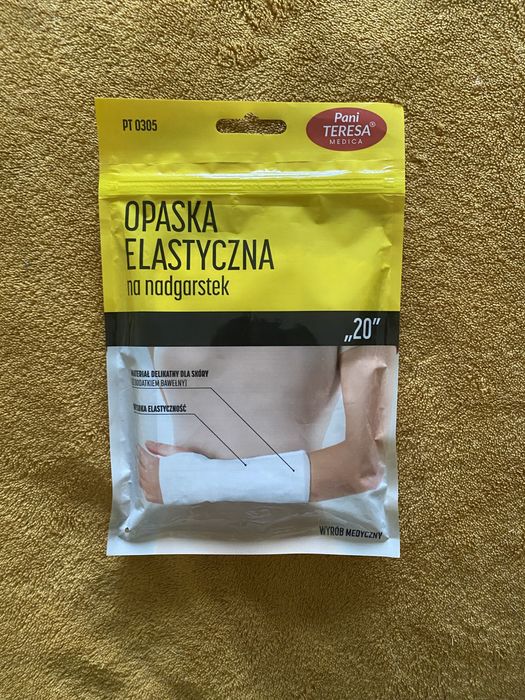 PT 0305
Pani
TERESA®
MEDICA
OPASKA
ELASTYCZNA
na nadgarstek
„20”
MATERIAŁ DELIKATNY DLA SKÓRY
DODATKIEM BAWEŁNY)
ELASTYCZNOŚĆ
WYRÓB MEDYCZNY